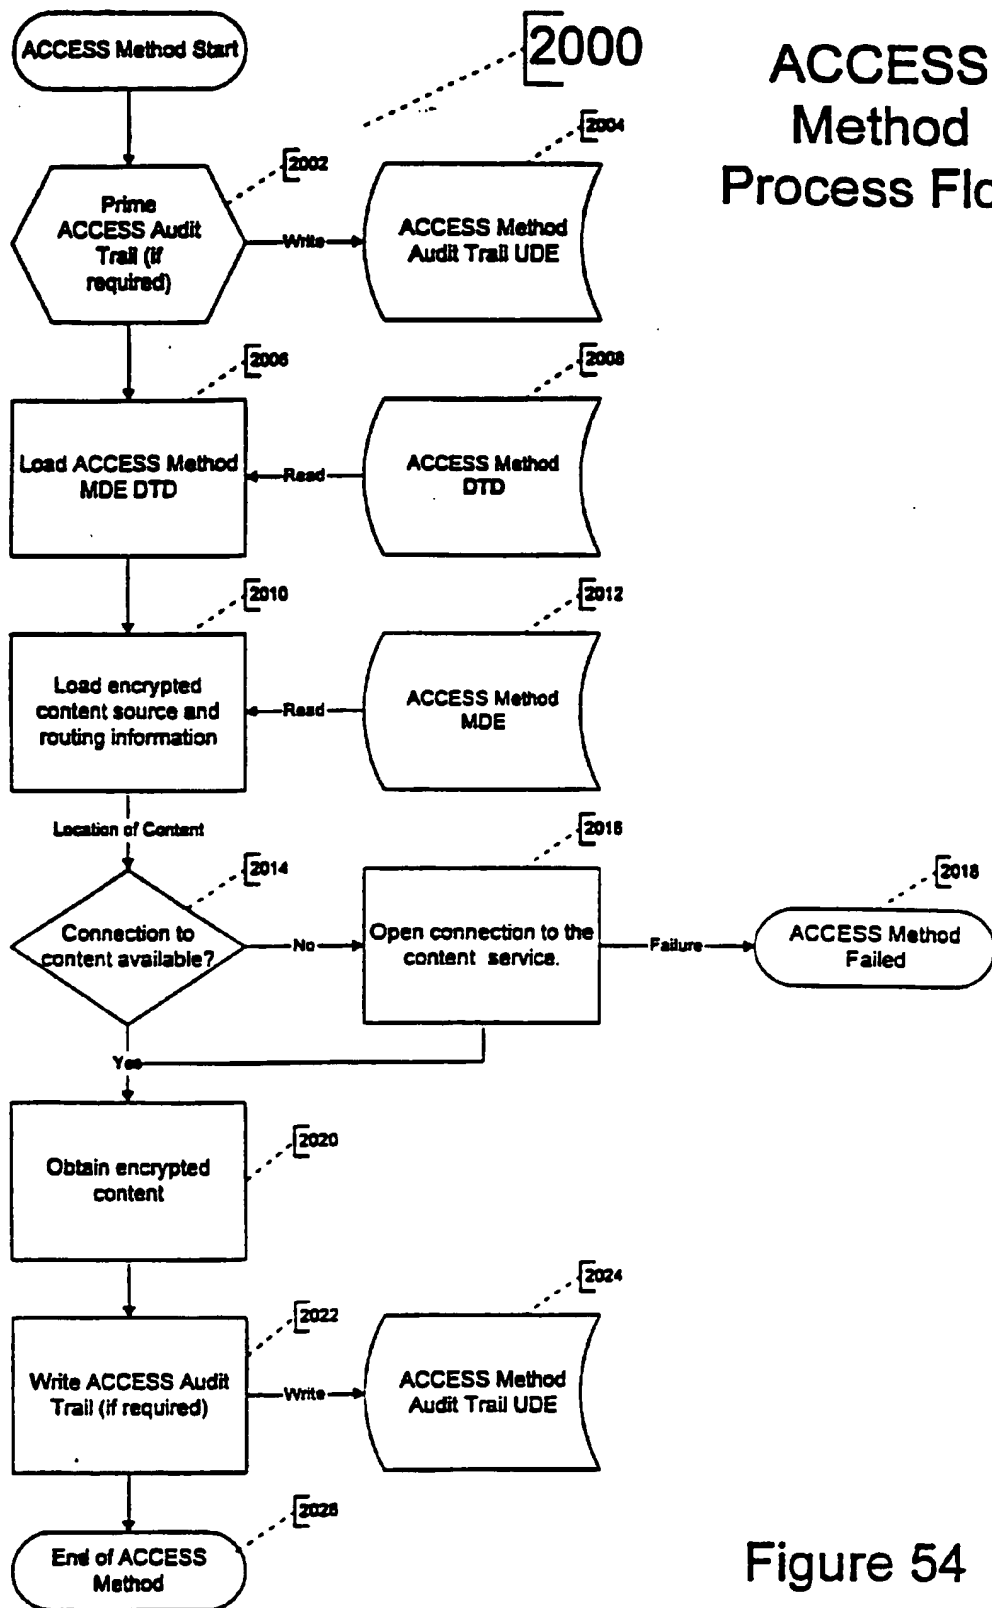 ACCESS Method Start
2000
ACCESS
Method
Process Flo
2002
2004
Prime
ACCESS Audit
Trail (if
required)
Write
ACCESS Method
Audit Trail UDE
2006
2008
Load ACCESS Method
MDE DTD
Read
ACCESS Method
DTD
2010
2012
Load encrypted
content source and
routing information
Read
ACCESS Method
MDE
Location of Content
2014
2016
2018
Connection to
content available?
No
Open connection to the
content service.
Failure
ACCESS Method
Failed
Yes
2020
Obtain encrypted
content
2022
2024
Write ACCESS Audit
Trail (if required)
Write
ACCESS Method
Audit Trail UDE
2026
End of ACCESS
Method
Figure 54